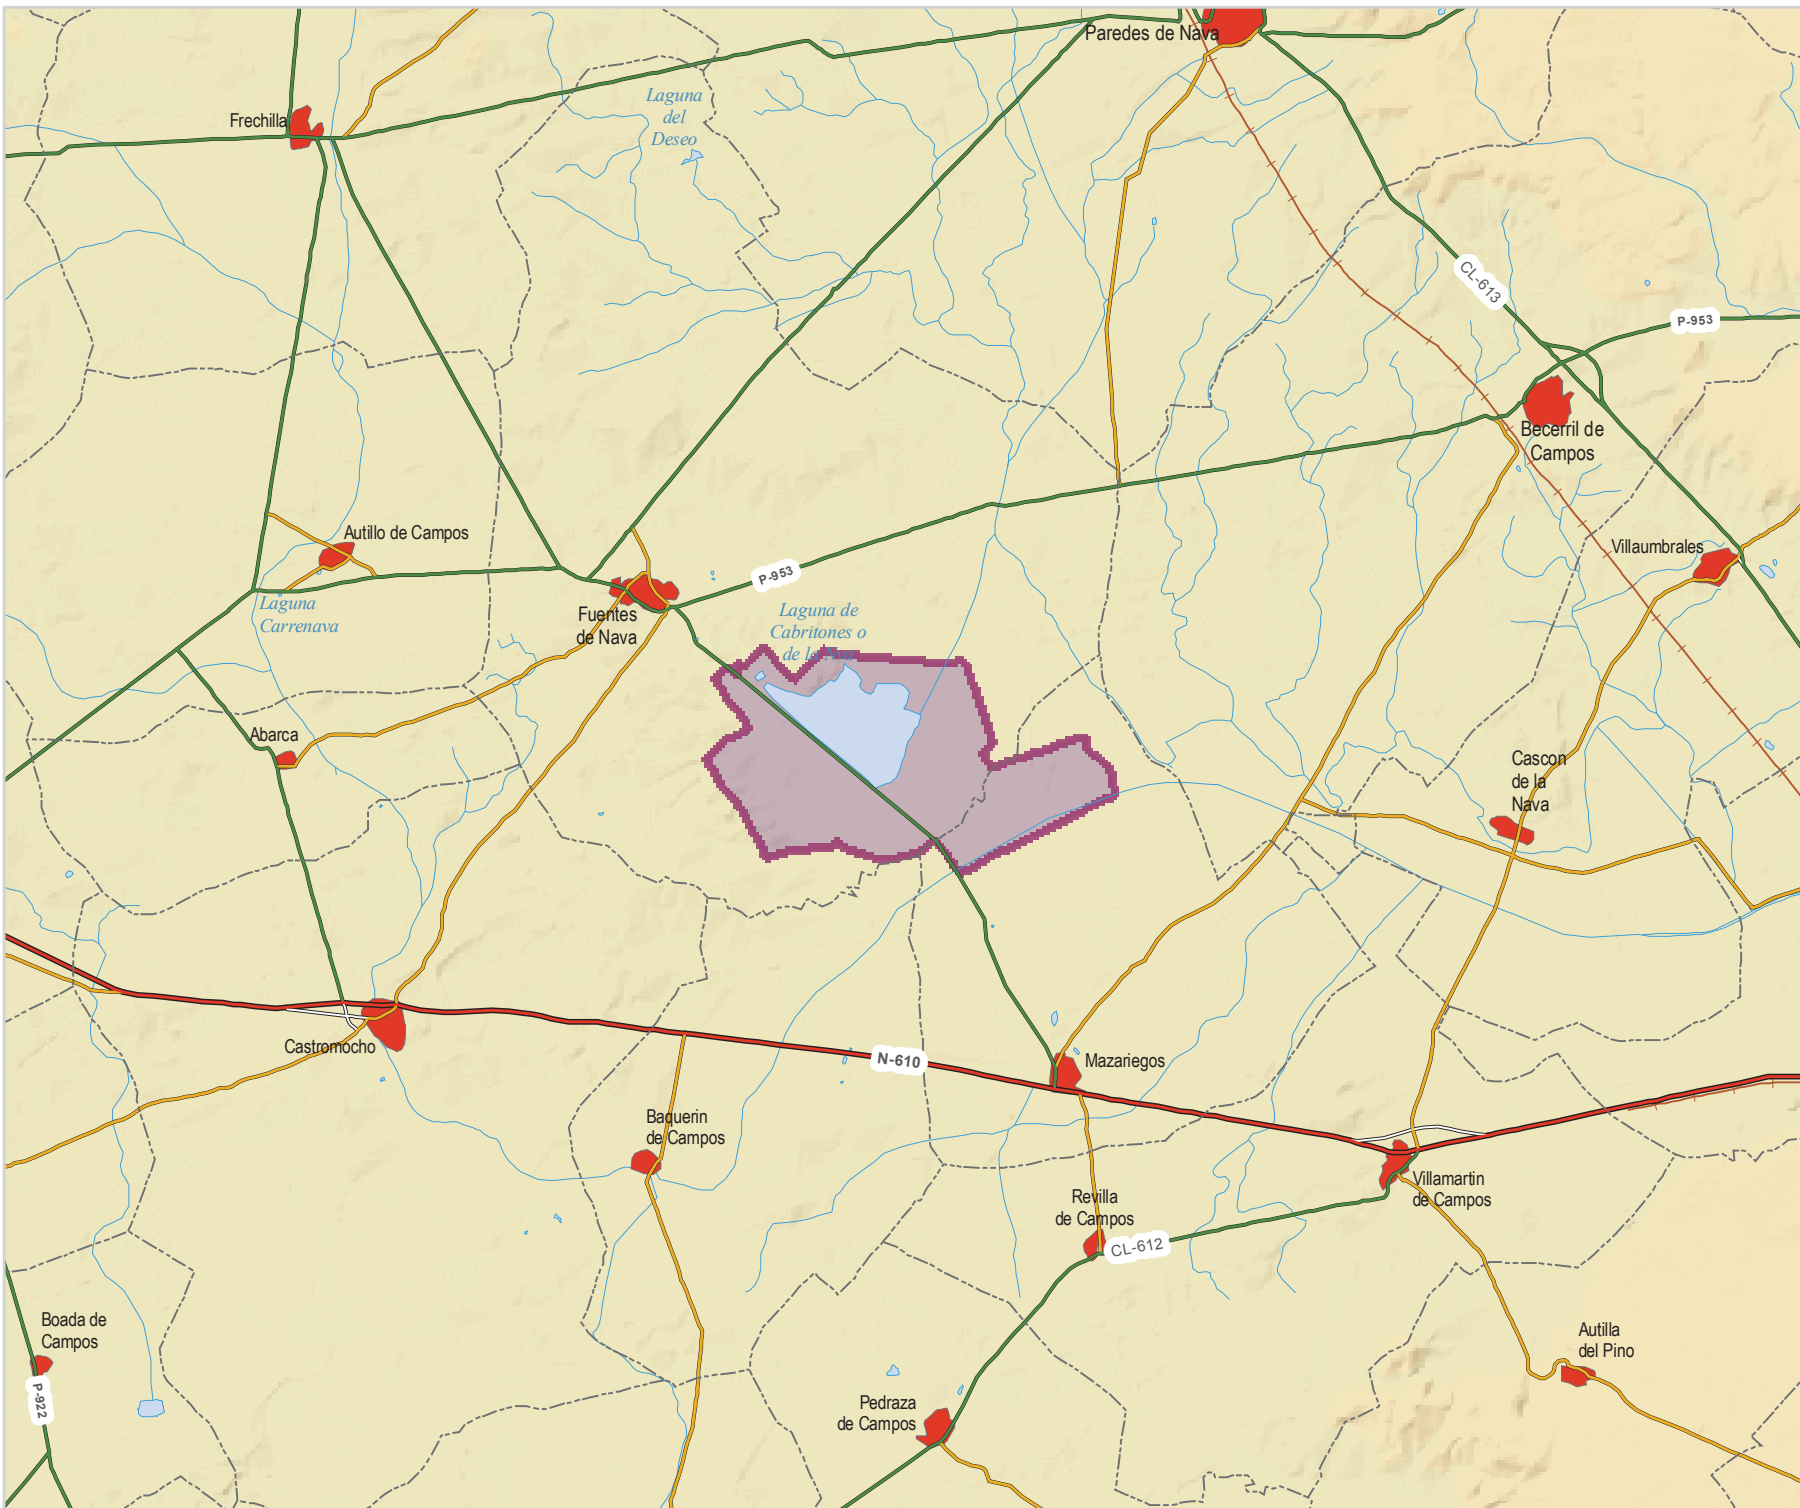 Paredes de Nava
Laguna
del
Deseo
Frechilla
CL-613
P-953
Becerril de
Campos
Autillo de Campos
Villaumbrales
P-953
Laguna
Carrenava
Fuentes
de Nava
Laguna de
Cabritones o
de la
Abarca
Cascon
de la
Nava
Castromocho
N-610
Mazariegos
Baquerin
de Campos
Villamartin
de Campos
Revilla
de Campos
CL-612
Boada de
Campos
Autilla
del Pino
P-922
Pedraza
de Campos